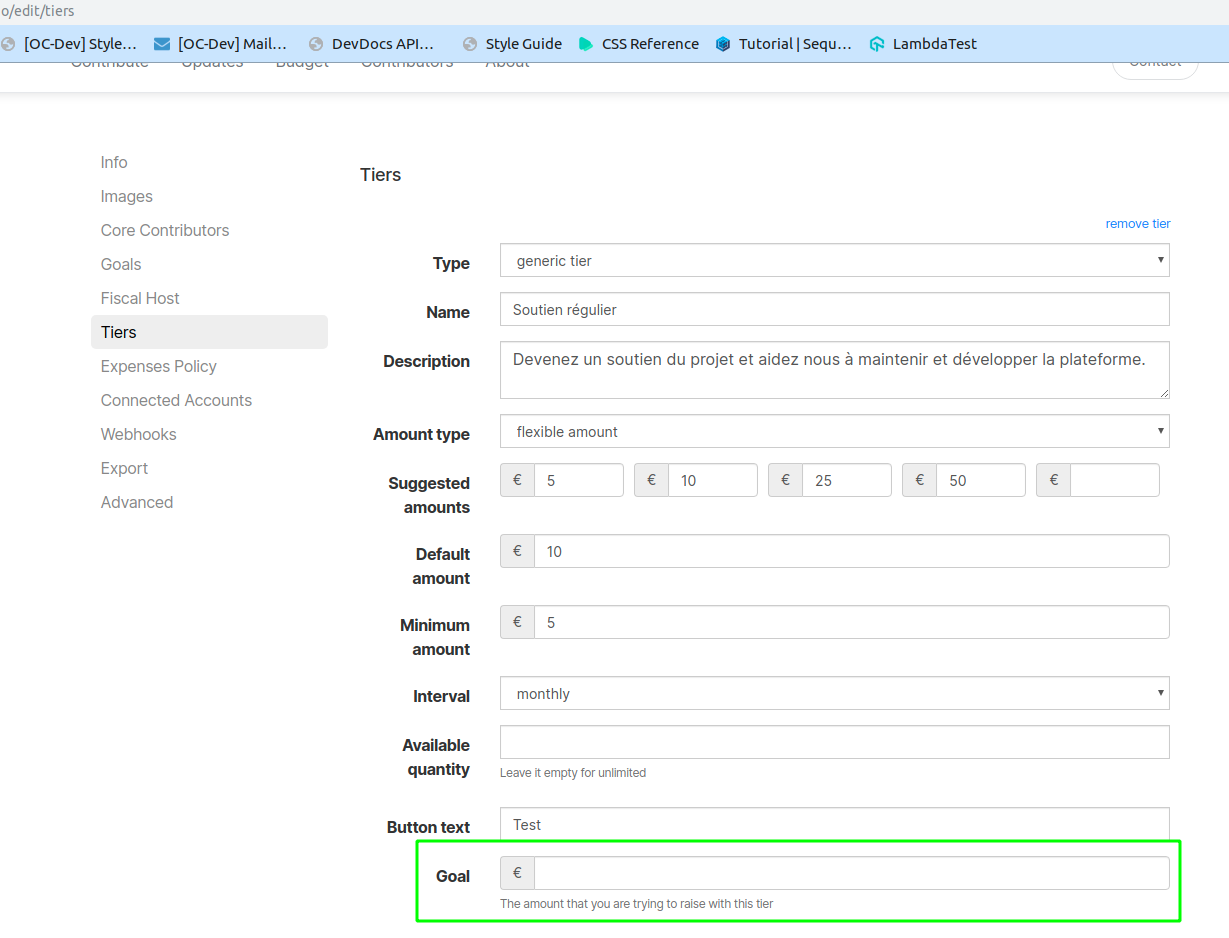 o/edit/tiers
[OC-Dev] Style… [OC-Dev] Mail… DevDocs API… Style Guide CSS Reference Tutorial | Sequ… LambdaTest
Contribute Updates Budget Contributors About Contact
Info
Images
Core Contributors
Goals
Fiscal Host
Tiers
Expenses Policy
Connected Accounts
Webhooks
Export
Advanced
Tiers
remove tier
Type generic tier
Name Soutien régulier
Description Devenez un soutien du projet et aidez nous à maintenir et développer la plateforme.
Amount type flexible amount
Suggested amounts € 5 € 10 € 25 € 50 €
Default amount € 10
Minimum amount € 5
Interval monthly
Available quantity
Leave it empty for unlimited
Button text Test
Goal €
The amount that you are trying to raise with this tier